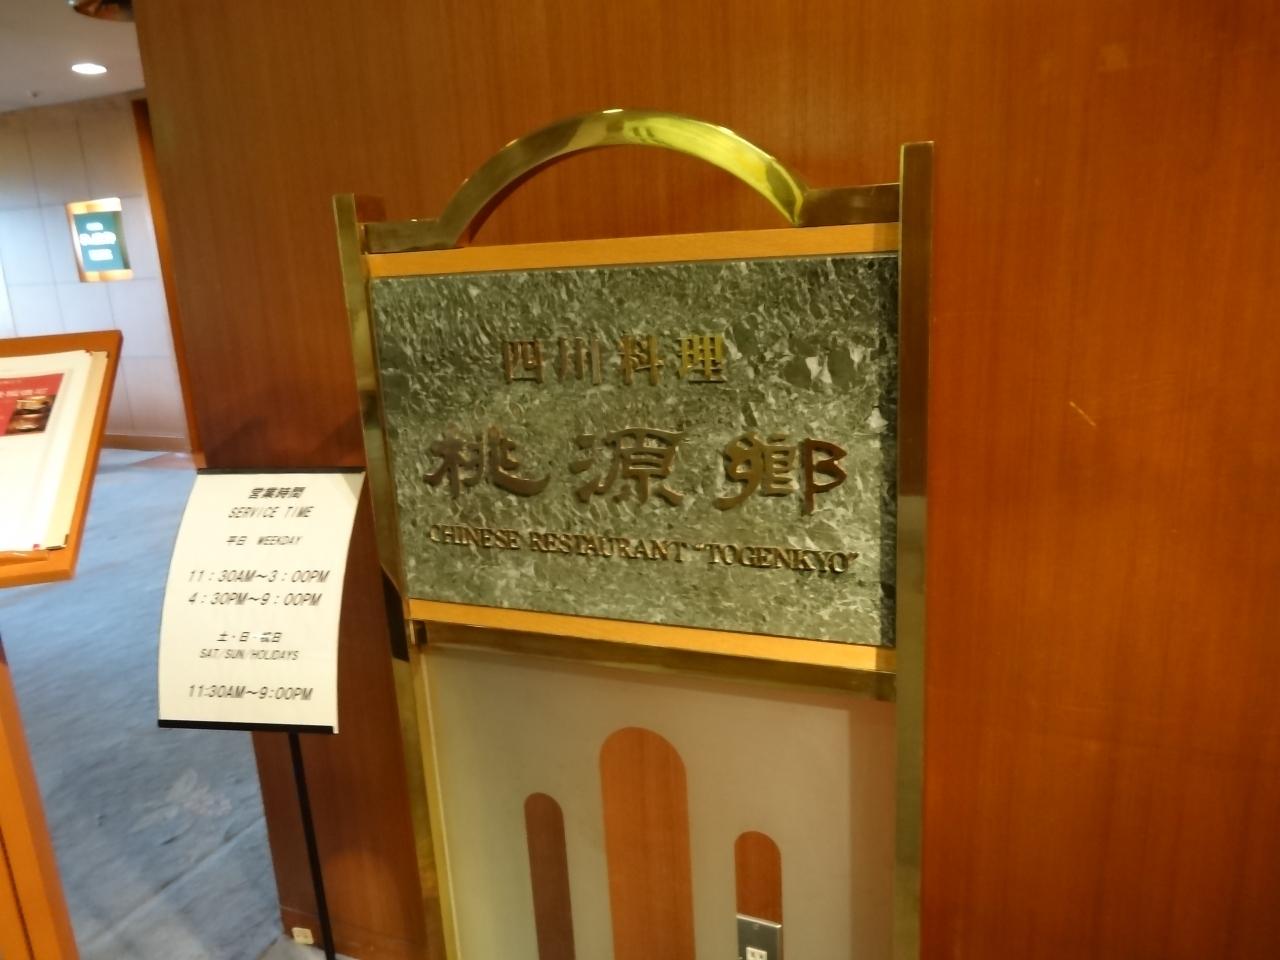 四川料理
桃源郷
CHINESE RESTAURANT "TOGENKYO"
営業時間
SERVICE TIME
平日 WEEKDAY
11:30AM～3:00PM
4:30PM～9:00PM
土・日・祝日
SAT/SUN/HOLIDAYS
11:30AM～9:00PM